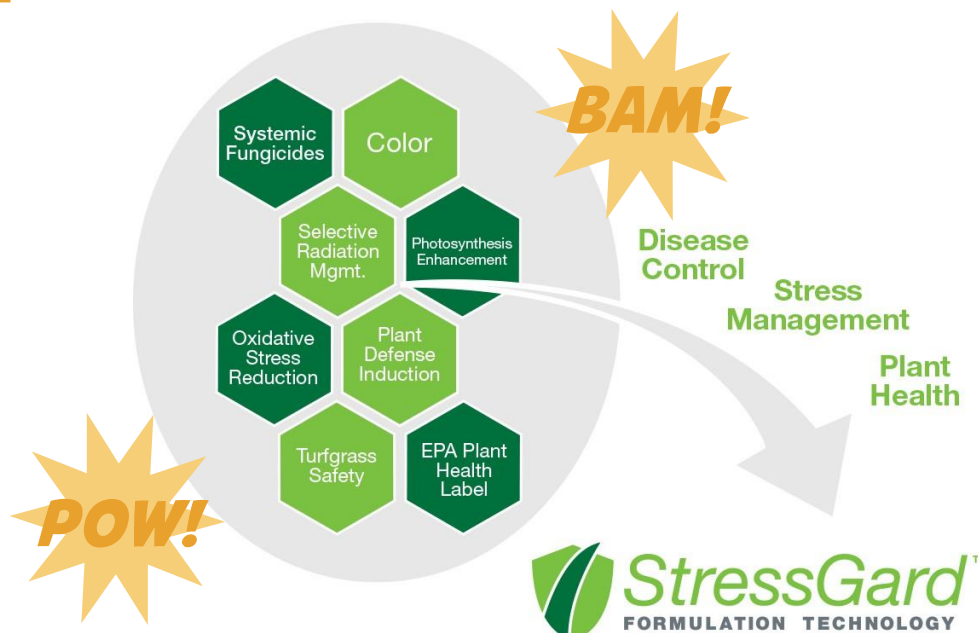 BAM!
Systemic
Fungicides
Color
Selective
Radiation
Mgmt.
Photosynthesis
Enhancement
Disease
Control
Stress
Management
Oxidative
Stress
Reduction
Plant
Defense
Induction
Plant
Health
Turfgrass
Safety
EPA Plant
Health
Label
POW!
StressGard
FORMULATION TECHNOLOGY